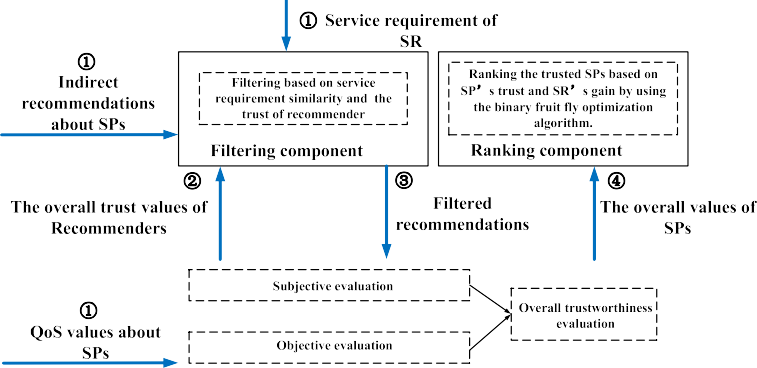 ① Service requirement of
SR
①
Indirect
recommendations
about SPs
Filtering based on service
requirement similarity and the
trust of recommender
Filtering component
Ranking the trusted SPs based on
SP’s trust and SR’s gain by using
the binary fruit fly optimization
algorithm.
Ranking component
②
The overall trust values of
Recommenders
③
Filtered
recommendations
④
The overall values of
SPs
Subjective evaluation
Overall trustworthiness
evaluation
①
QoS values about
SPs
Objective evaluation